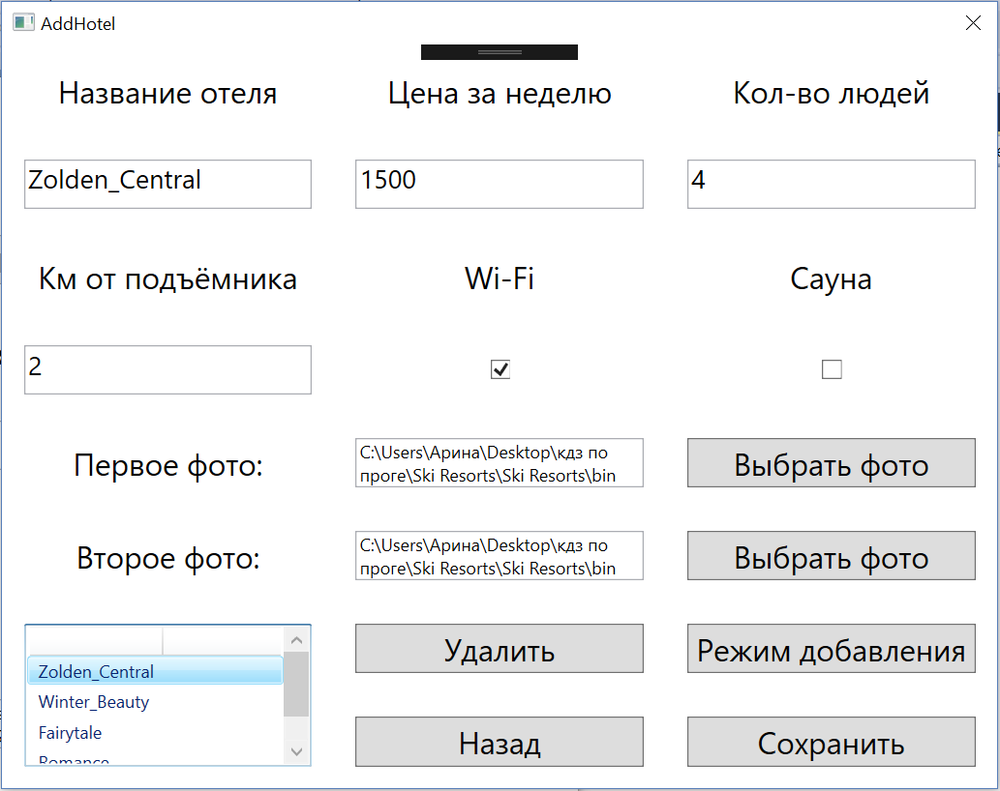 AddHotel
Название отеля
Цена за неделю
Кол-во людей
Zolden_Central
1500
4
Км от подъёмника
Wi-Fi
Сауна
2
Первое фото:
C:\Users\Арина\Desktop\кдз по
проге\Ski Resorts\Ski Resorts\bin
Выбрать фото
Второе фото:
C:\Users\Арина\Desktop\кдз по
проге\Ski Resorts\Ski Resorts\bin
Выбрать фото
Zolden_Central
Winter_Beauty
Fairytale
Romance
Удалить
Режим добавления
Назад
Сохранить